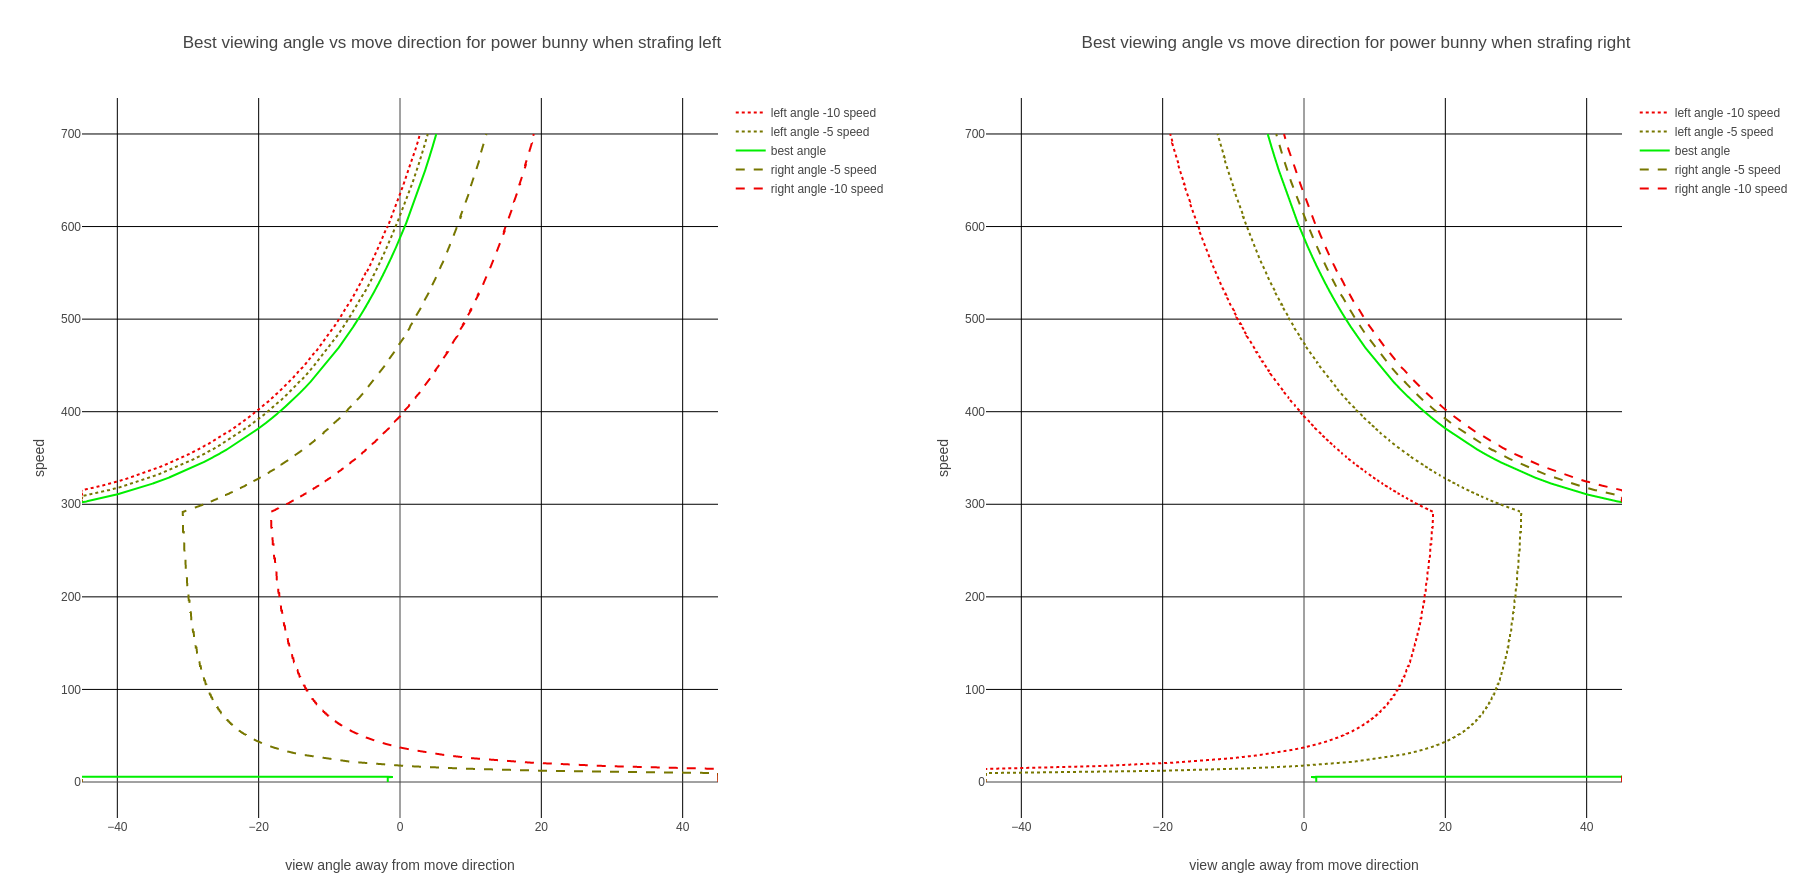 Best viewing angle vs move direction for power bunny when strafing left
left angle -10 speed
left angle -5 speed
best angle
right angle -5 speed
right angle -10 speed
700
600
500
400
300
200
100
0
speed
−40
−20
0
20
40
view angle away from move direction
Best viewing angle vs move direction for power bunny when strafing right
left angle -10 speed
left angle -5 speed
best angle
right angle -5 speed
right angle -10 speed
700
600
500
400
300
200
100
0
speed
−40
−20
0
20
40
view angle away from move direction